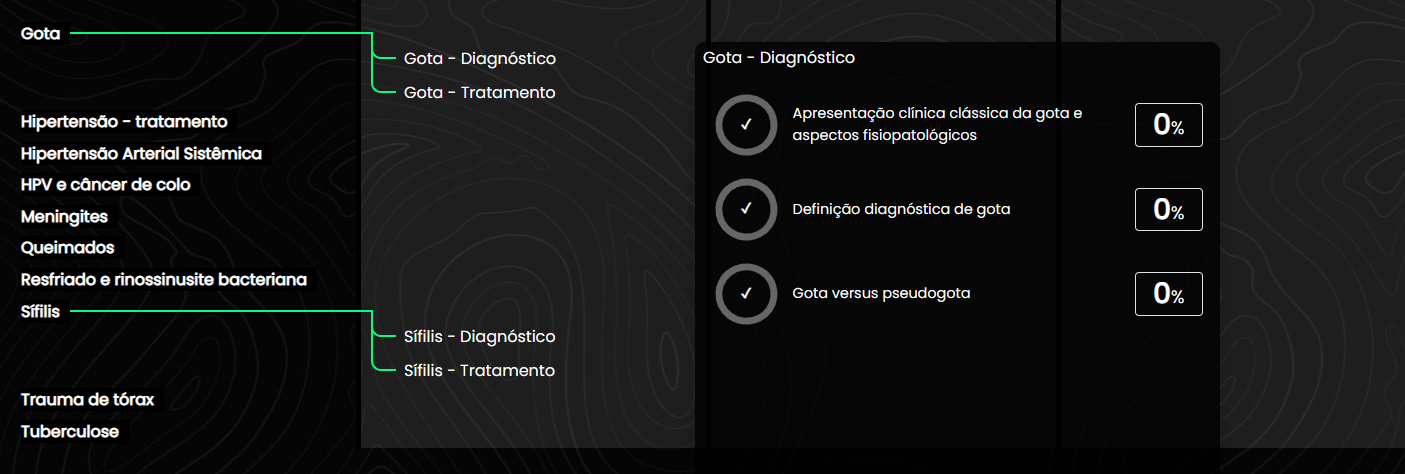 Gota
Gota - Diagnóstico
Gota - Tratamento
Hipertensão - tratamento
Hipertensão Arterial Sistêmica
HPV e câncer de colo
Meningites
Queimados
Resfriado e rinossinusite bacteriana
Sífilis
Sífilis - Diagnóstico
Sífilis - Tratamento
Trauma de tórax
Tuberculose
Gota - Diagnóstico
Apresentação clínica clássica da gota e
aspectos fisiopatológicos
0%
Definição diagnóstica de gota
0%
Gota versus pseudogota
0%